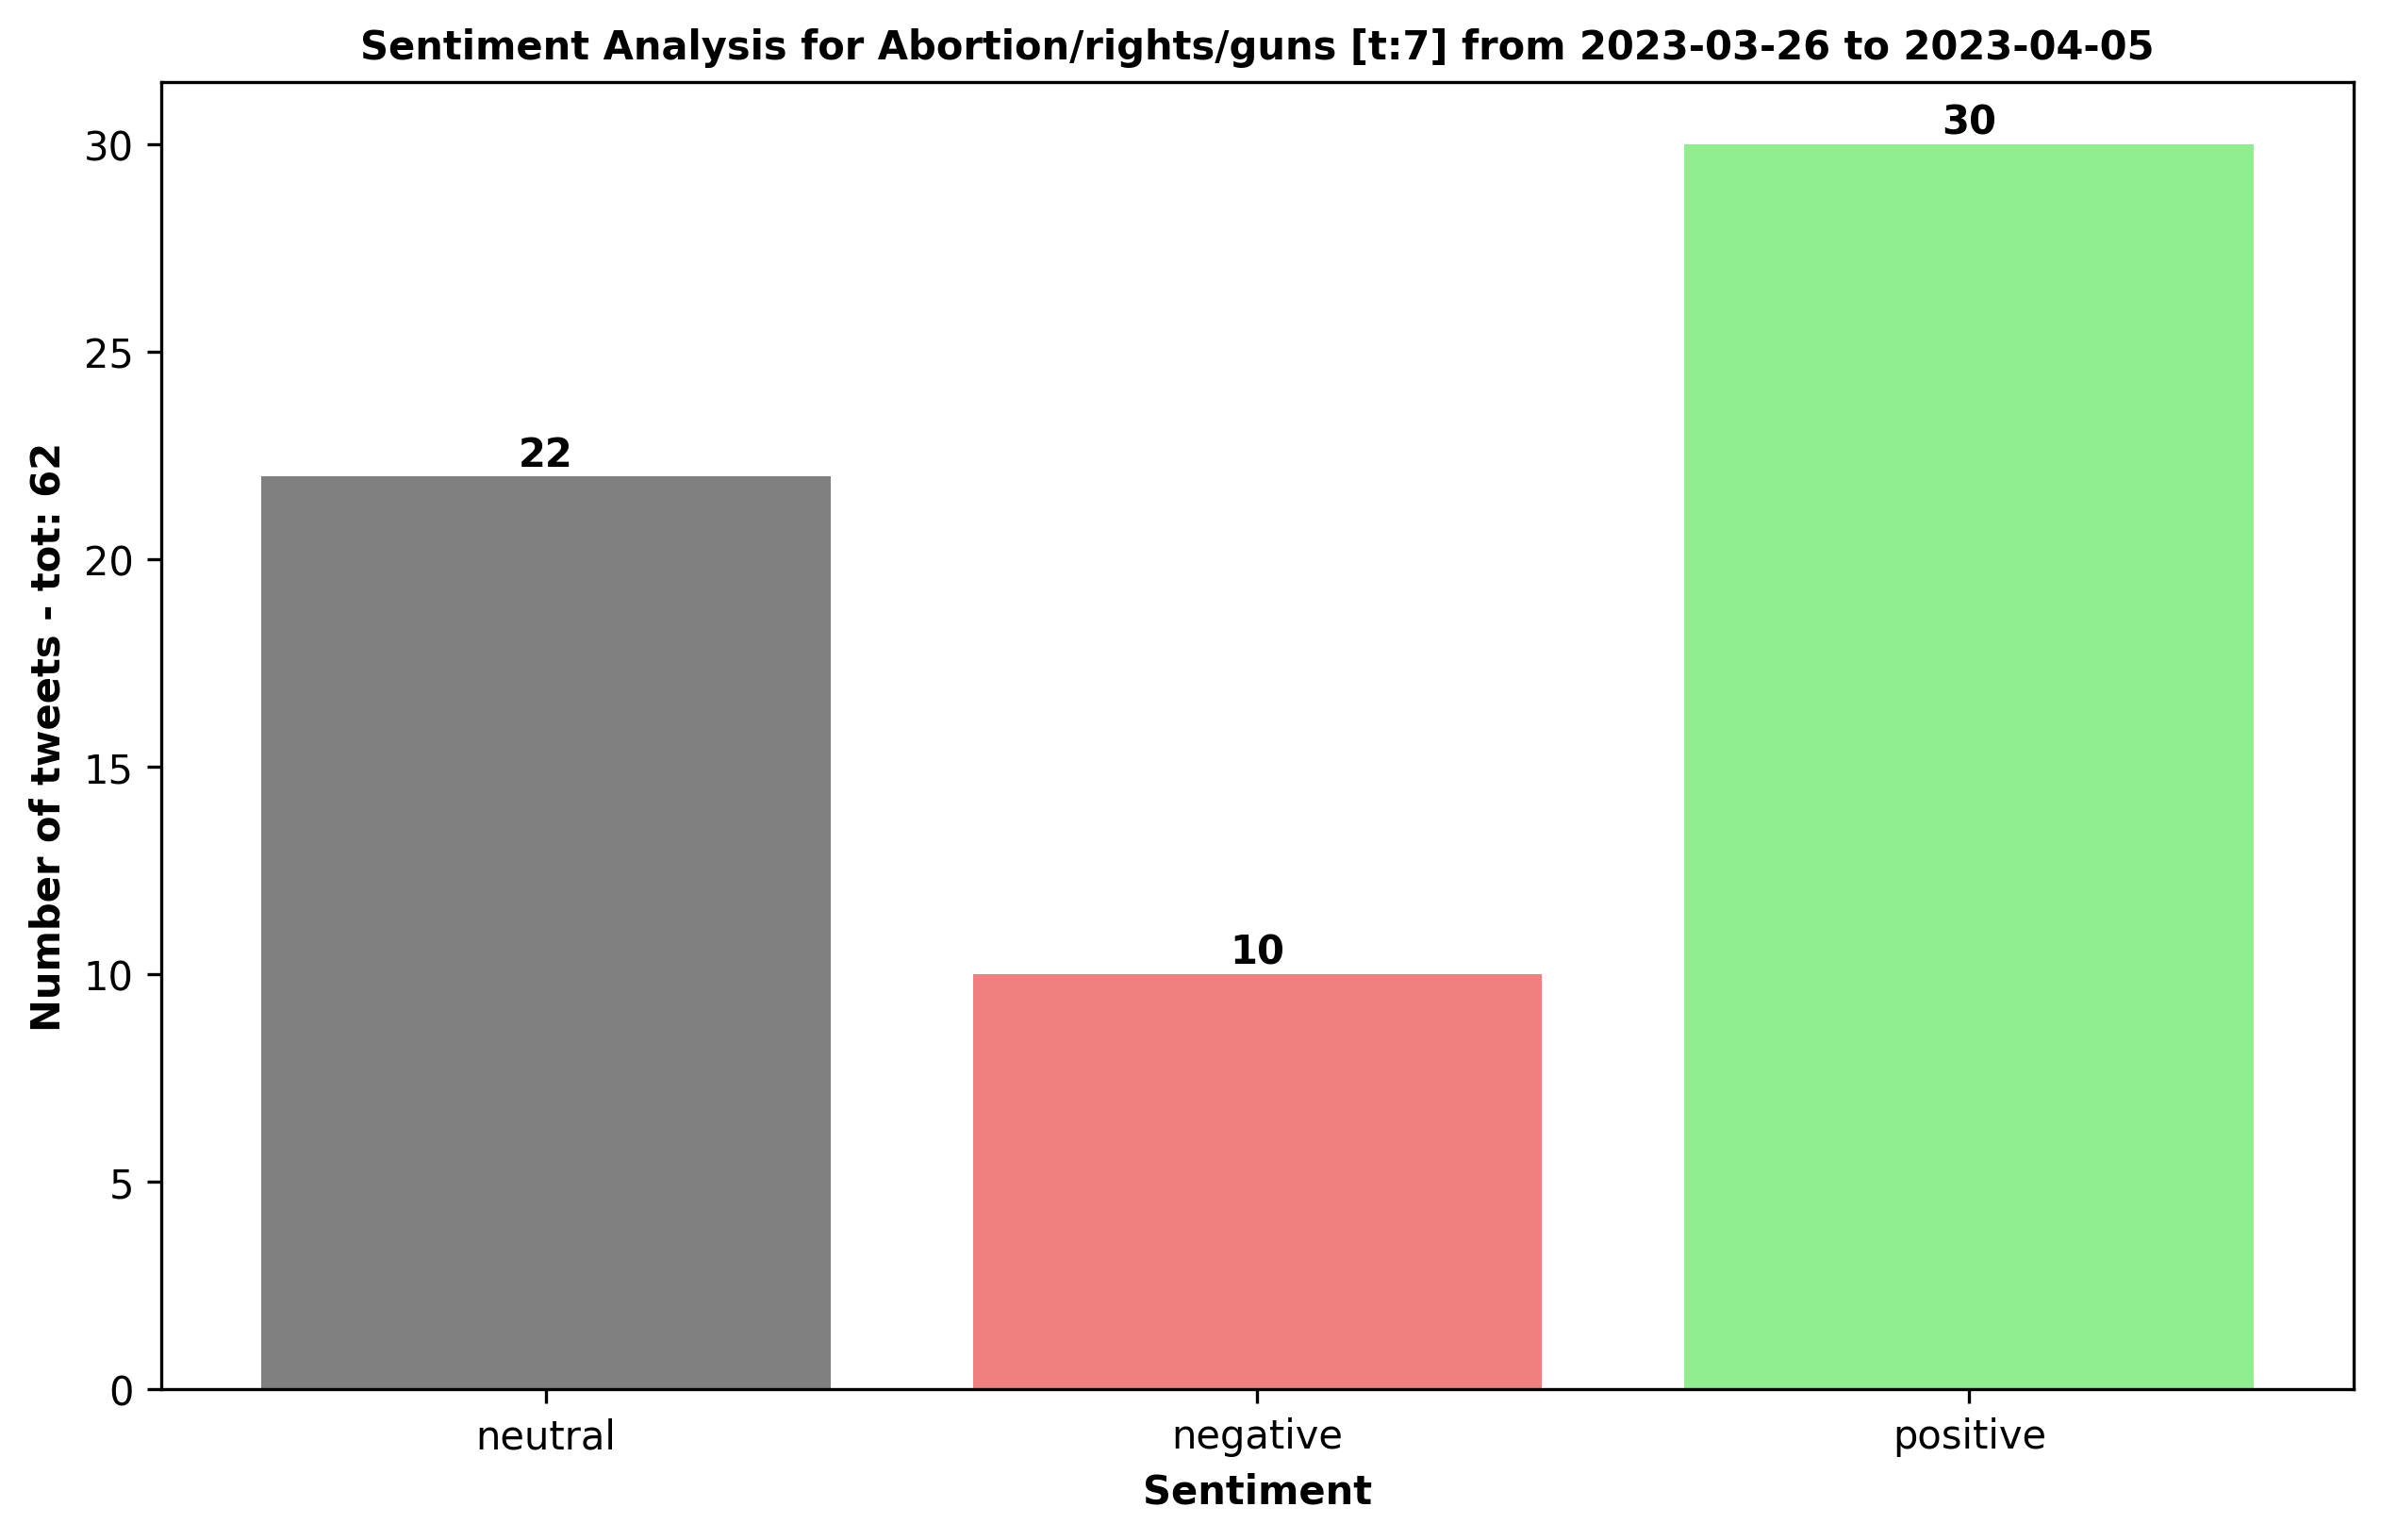 Sentiment Analysis for Abortion/rights/guns [t:7] from 2023-03-26 to 2023-04-05
Number of tweets - tot: 62
30
25
20
15
10
5
0
22
10
30
neutral
negative
positive
Sentiment